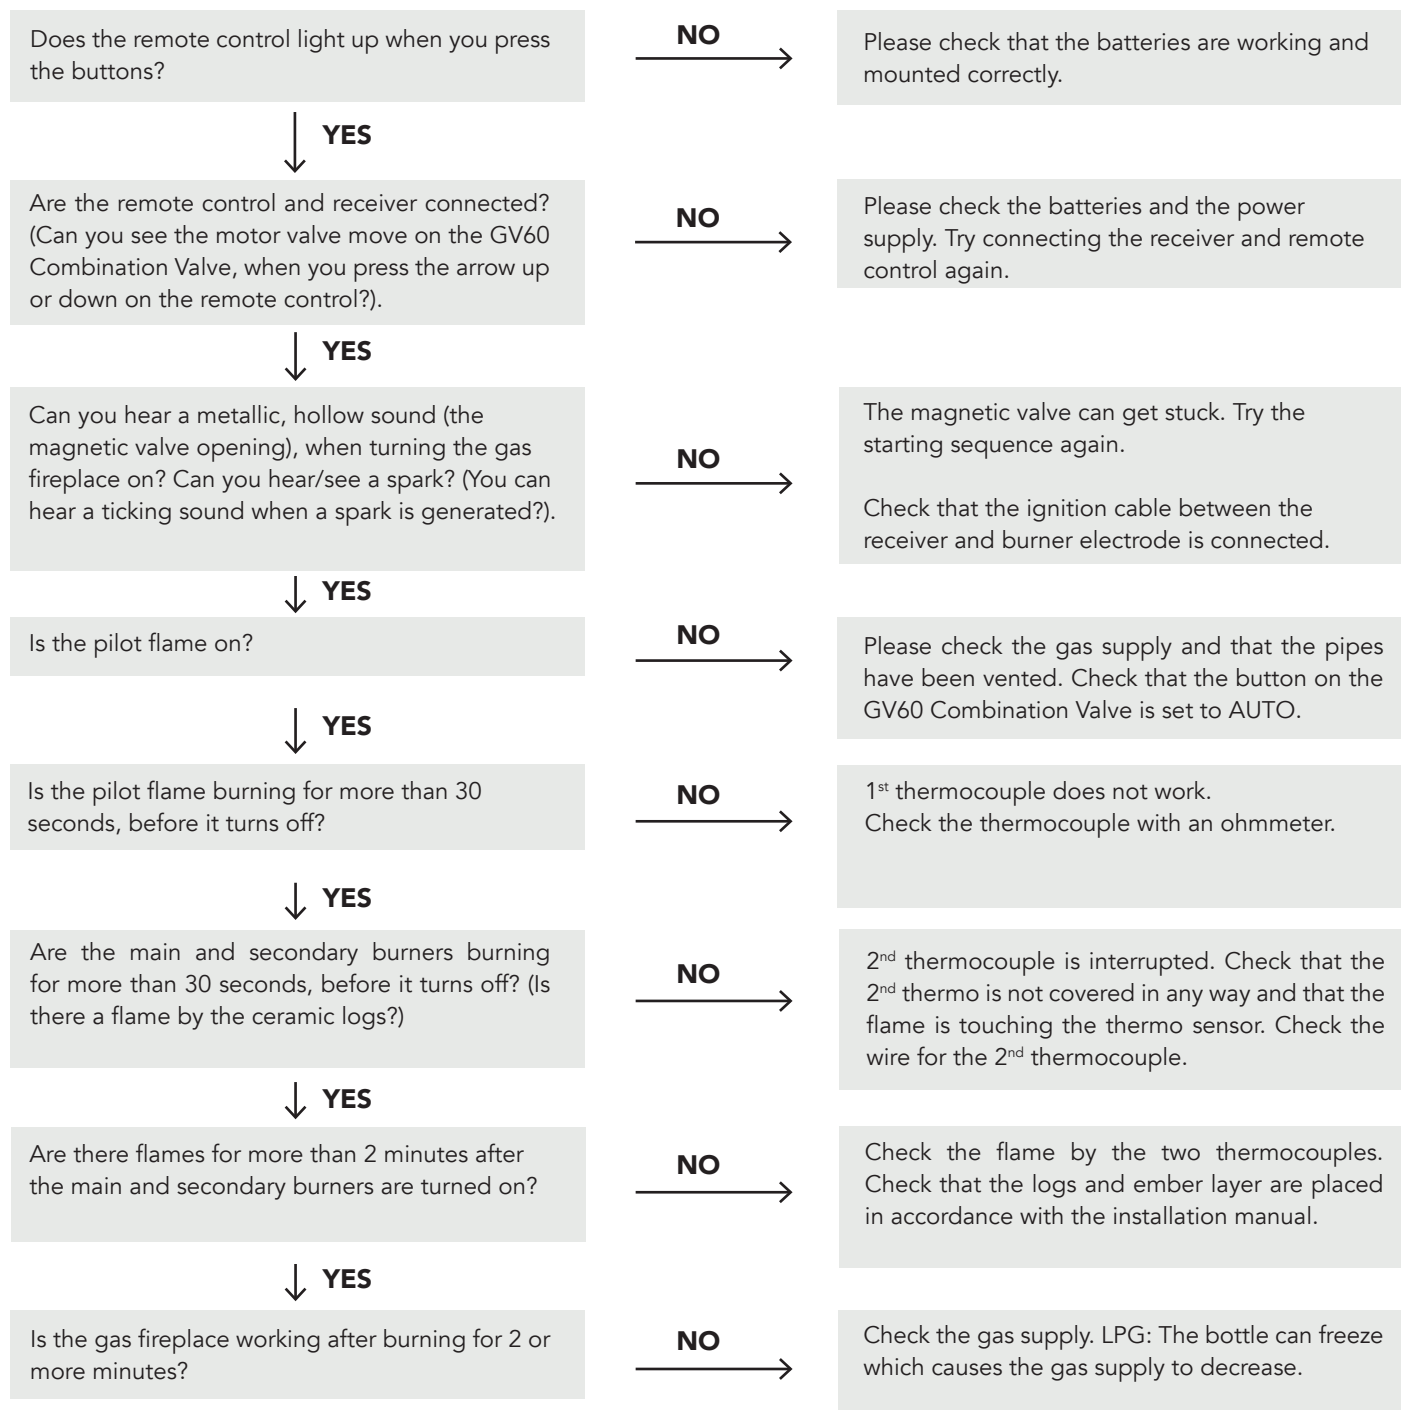 Does the remote control light up when you press
the buttons?
NO
Please check that the batteries are working and
mounted correctly.
YES
Are the remote control and receiver connected?
(Can you see the motor valve move on the GV60
Combination Valve, when you press the arrow up
or down on the remote control?).
NO
Please check the batteries and the power
supply. Try connecting the receiver and remote
control again.
YES
Can you hear a metallic, hollow sound (the
magnetic valve opening), when turning the gas
fireplace on? Can you hear/see a spark? (You can
hear a ticking sound when a spark is generated?).
NO
The magnetic valve can get stuck. Try the
starting sequence again.
Check that the ignition cable between the
receiver and burner electrode is connected.
YES
Is the pilot flame on?
NO
Please check the gas supply and that the pipes
have been vented. Check that the button on the
GV60 Combination Valve is set to AUTO.
YES
Is the pilot flame burning for more than 30
seconds, before it turns off?
NO
1st thermocouple does not work.
Check the thermocouple with an ohmmeter.
YES
Are the main and secondary burners burning
for more than 30 seconds, before it turns off? (Is
there a flame by the ceramic logs?)
NO
2nd thermocouple is interrupted. Check that the
2nd thermo is not covered in any way and that the
flame is touching the thermo sensor. Check the
wire for the 2nd thermocouple.
YES
Are there flames for more than 2 minutes after
the main and secondary burners are turned on?
NO
Check the flame by the two thermocouples.
Check that the logs and ember layer are placed
in accordance with the installation manual.
YES
Is the gas fireplace working after burning for 2 or
more minutes?
NO
Check the gas supply. LPG: The bottle can freeze
which causes the gas supply to decrease.